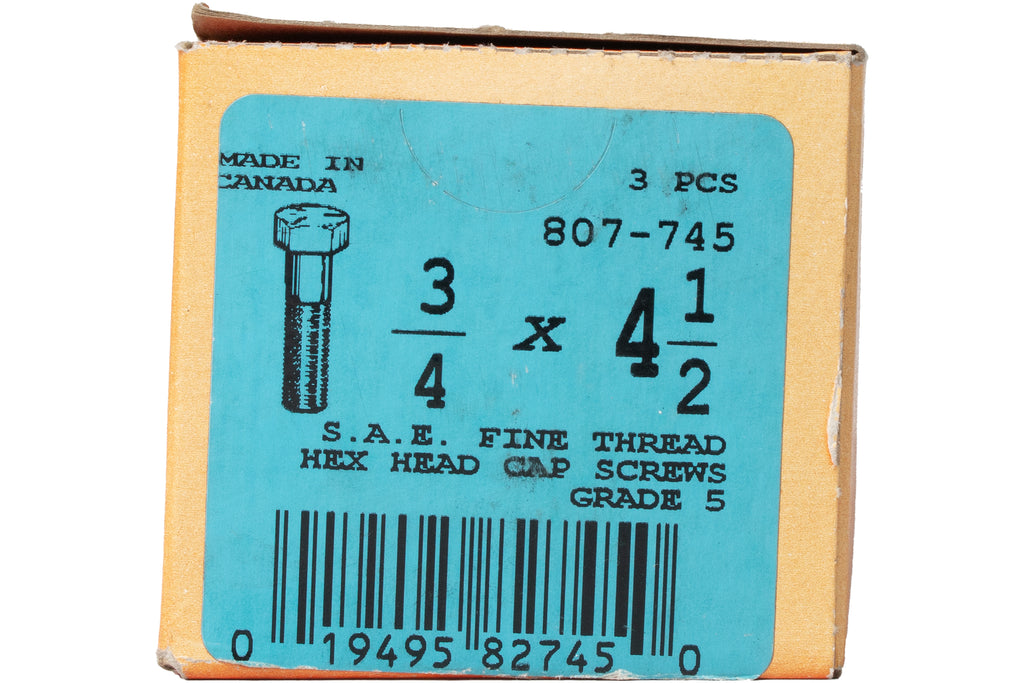 MADE IN
CANADA
3 PCS
807-745
3/4 x 4 1/2
S.A.E. FINE THREAD
HEX HEAD CAP SCREWS
GRADE 5
0 19495 82745 0